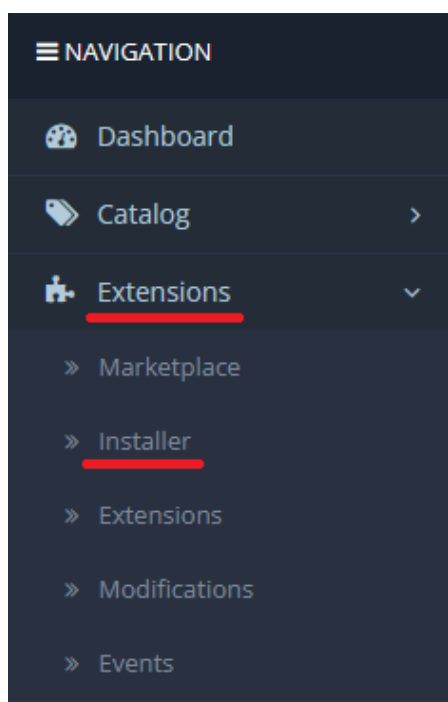 NAVIGATION
Dashboard
Catalog
Extensions
Marketplace
Installer
Extensions
Modifications
Events